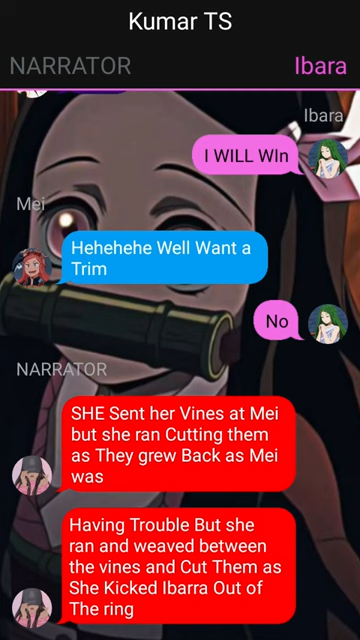 Kumar TS
NARRATOR Ibara
Ibara
I WILL WIn
Mei
Hehehehe Well Want a
Trim
No
NARRATOR
SHE Sent her Vines at Mei
but she ran Cutting them
as They grew Back as Mei
was
Having Trouble But she
ran and weaved between
the vines and Cut Them as
She Kicked Ibarra Out of
The ring